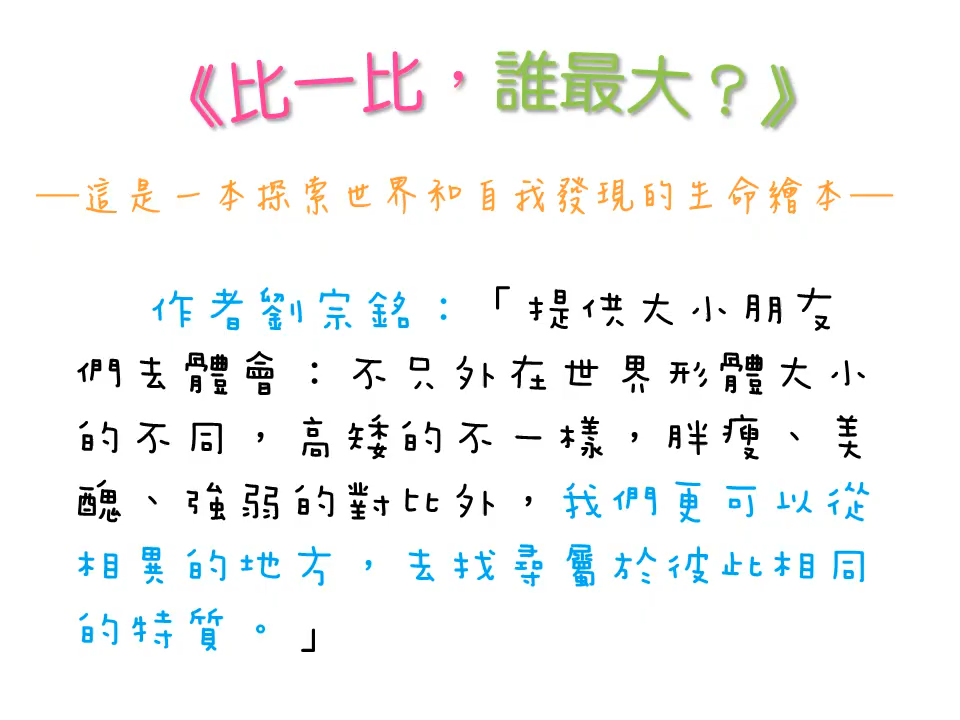 《比一比，誰最大？》
—這是一本探索世界和自我發現的生命繪本—
作者劉宗銘：「提供大小朋友
們去體會：不只外在世界形體大小
的不同，高矮的不一樣，胖瘦、美
醜、強弱的對比外，我們更可以從
相異的地方，去找尋屬於彼此相同
的特質。」